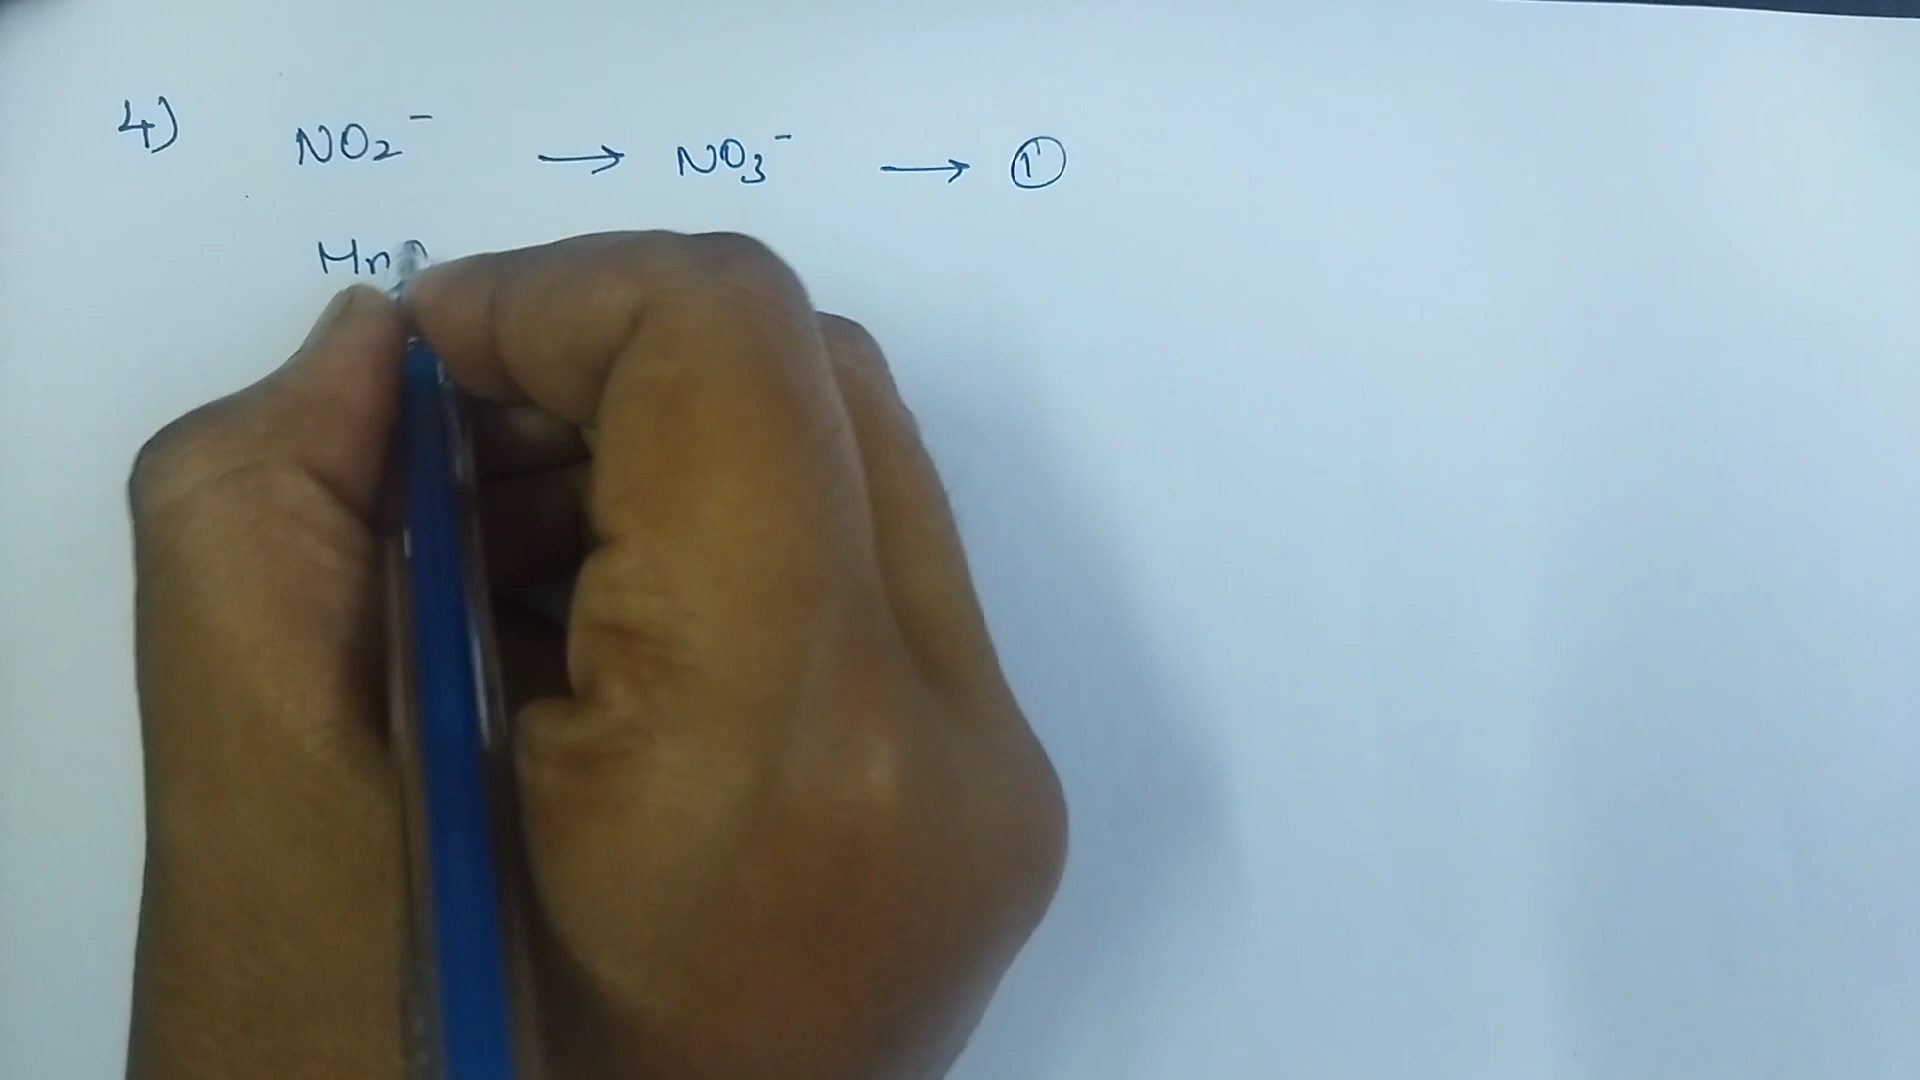 4) NO₂⁻ → NO₃⁻ → ①
Mn